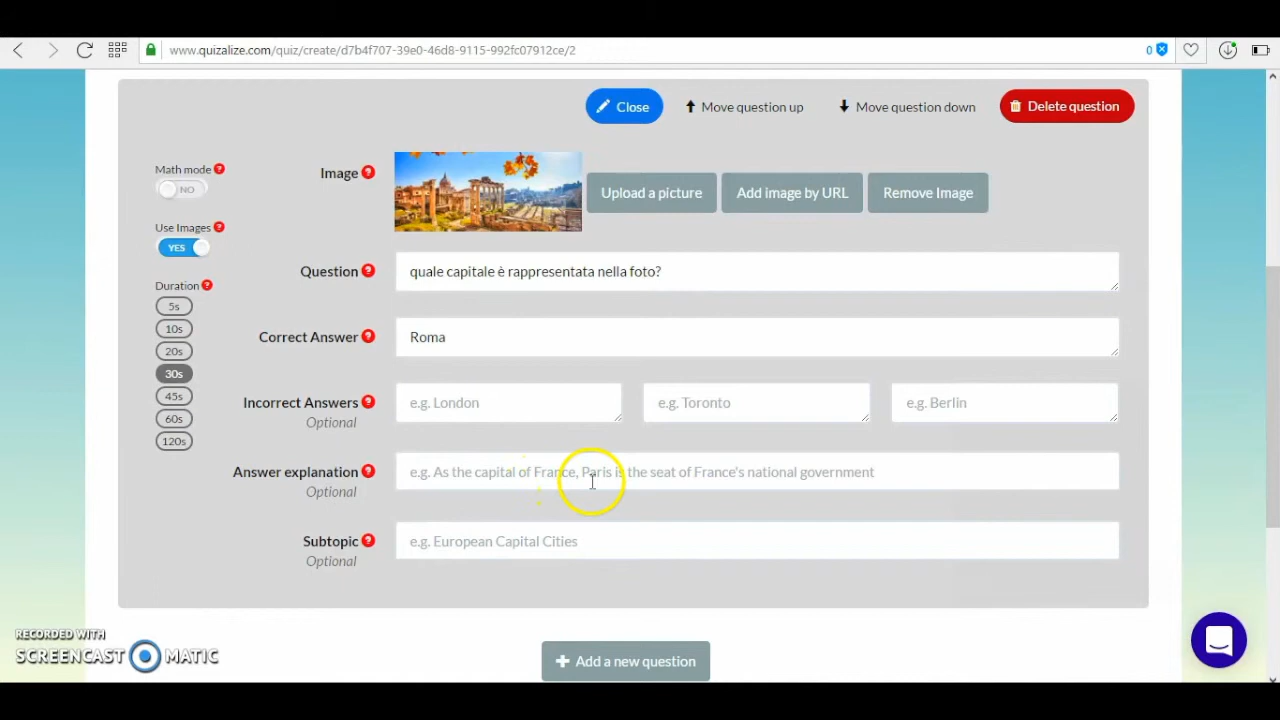 www.quizalize.com/quiz/create/d7b4f707-39e0-46d8-9115-992fc07912ce/2
0
Close
Move question up
Move question down
Delete question
Math mode ?
NO
Use Images ?
YES
Duration ?
5s
10s
20s
30s
45s
60s
120s
Image ?
Upload a picture
Add image by URL
Remove Image
Question ?
quale capitale è rappresentata nella foto?
Correct Answer ?
Roma
Incorrect Answers ?
Optional
e.g. London
e.g. Toronto
e.g. Berlin
Answer explanation ?
Optional
e.g. As the capital of France, Paris is the seat of France's national government
Subtopic ?
Optional
e.g. European Capital Cities
+ Add a new question
RECORDED WITH
SCREENCAST MATIC